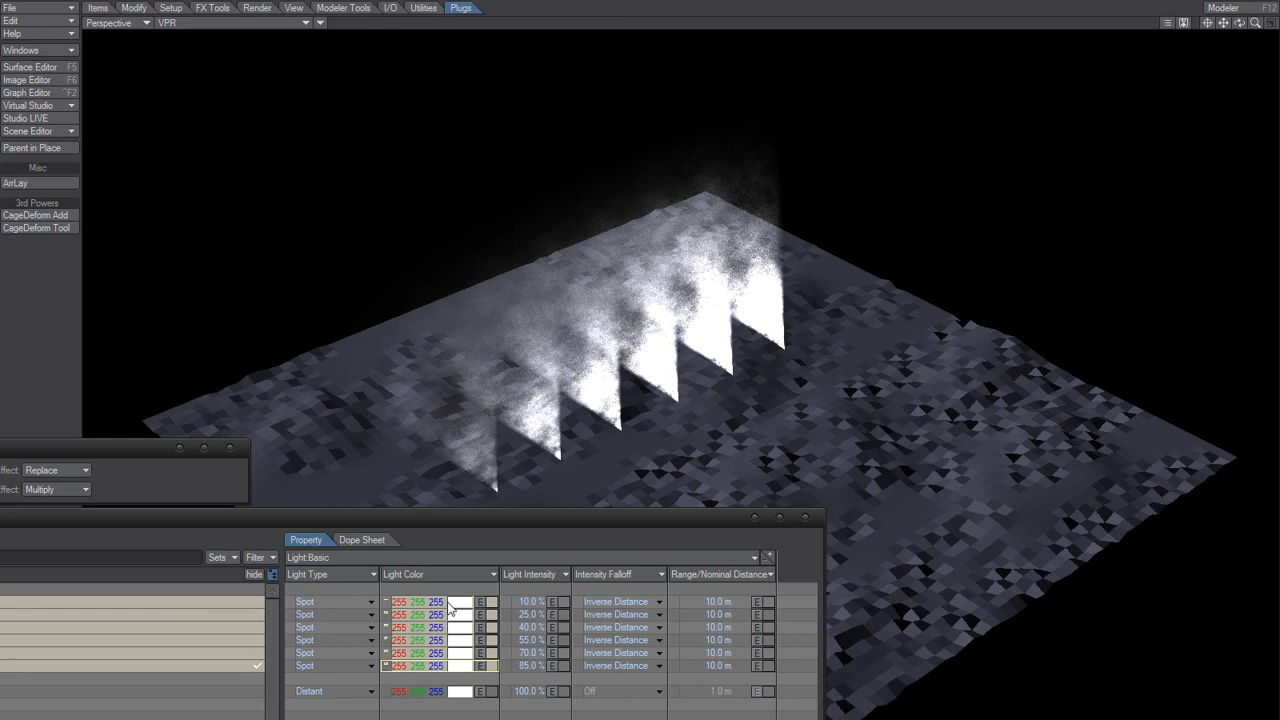 File Items Modify Setup FX Tools Render View Modeler Tools I/O Utilities Plugs Modeler F12
Edit Perspective VPR
Help
Windows
Surface Editor F5
Image Editor F6
Graph Editor ^F2
Virtual Studio
Studio LIVE
Scene Editor
Parent in Place
Misc
ArrLay
3rd Powers
CageDeform Add
CageDeform Tool
ffect: Replace
ffect: Multiply
Property Dope Sheet
Sets Filter Light:Basic
hide Light Type Light Color Light Intensity Intensity Falloff Range/Nominal Distance
Spot 255 255 255 E 10.0 % E Inverse Distance 10.0 m E
Spot 255 255 255 E 25.0 % E Inverse Distance 10.0 m E
Spot 255 255 255 E 40.0 % E Inverse Distance 10.0 m E
Spot 255 255 255 E 55.0 % E Inverse Distance 10.0 m E
Spot 255 255 255 E 70.0 % E Inverse Distance 10.0 m E
Spot 255 255 255 E 85.0 % E Inverse Distance 10.0 m E
Distant 255 255 255 E 100.0 % E Off 1.0 m E